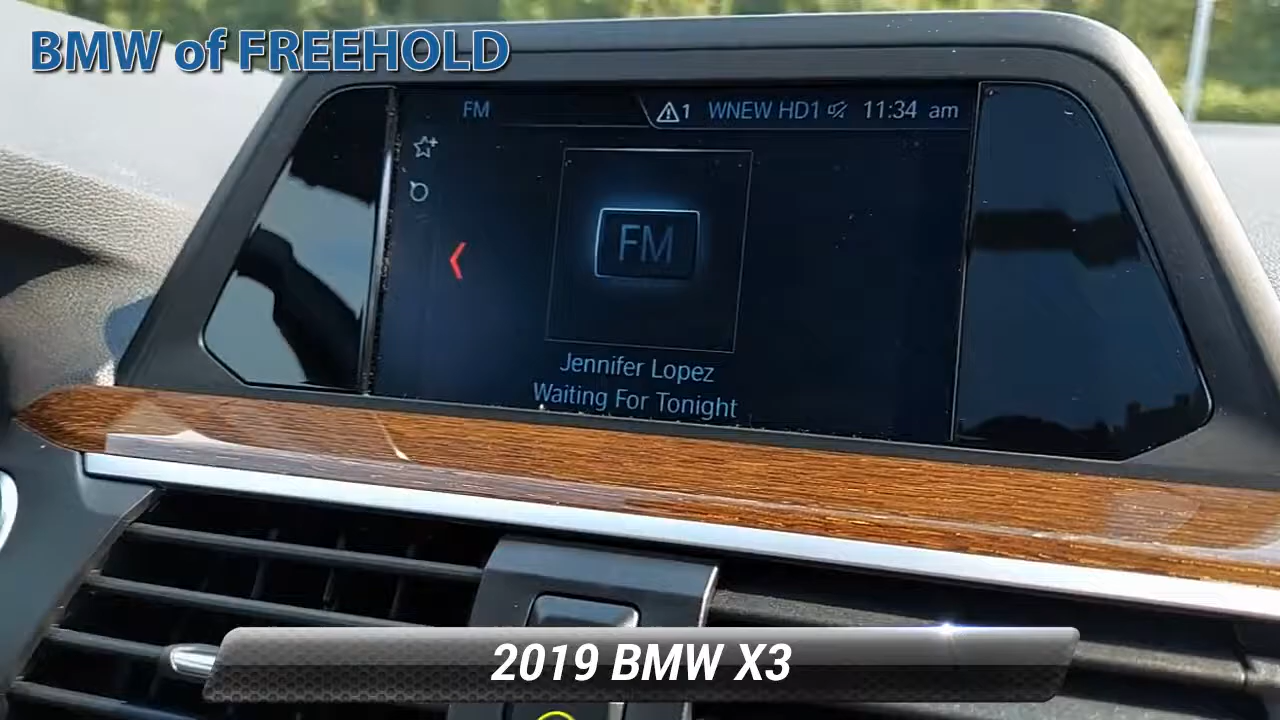 BMW of FREEHOLD
FM
1 WNEW HD1 11:34 am
FM
Jennifer Lopez
Waiting For Tonight
2019 BMW X3